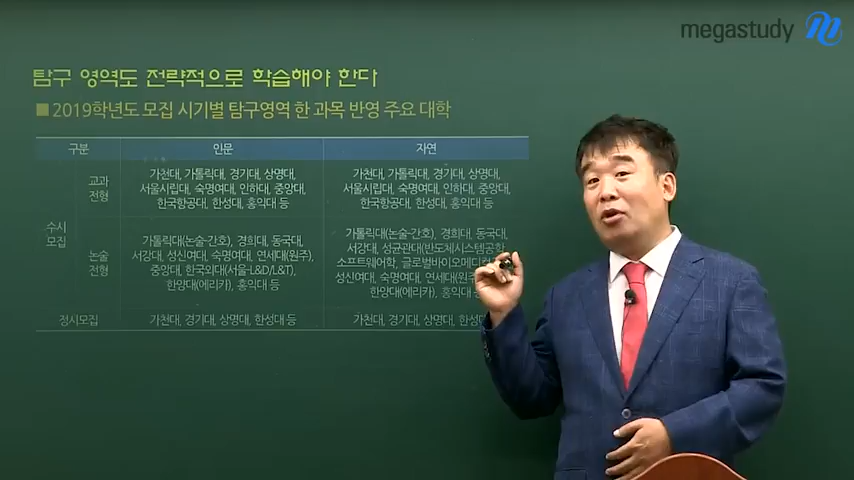 megastudy
탐구 영역도 전략적으로 학습해야 한다
2019학년도 모집 시기별 탐구영역 한 과목 반영 주요 대학
구분 인문 자연
수시 모집
교과 전형
가천대, 가톨릭대, 경기대, 상명대,
서울시립대, 숙명여대, 인하대, 중앙대,
한국항공대, 한성대, 홍익대 등
가천대, 가톨릭대, 경기대, 상명대,
서울시립대, 숙명여대, 인하대, 중앙대,
한국항공대, 한성대, 홍익대 등
논술 전형
가톨릭대(논술-간호), 경희대, 동국대,
서강대, 성신여대, 숙명여대, 연세대(원주),
중앙대, 한국외대(서울-L&D/L&T),
한양대(에리카), 홍익대 등
가톨릭대(논술-간호), 경희대, 동국대,
서강대, 성균관대(반도체시스템공학,
소프트웨어학, 글로벌바이오메디컬
성신여대, 숙명여대, 연세대(원주
한양대(에리카), 홍익대
정시모집 가천대, 경기대, 상명대, 한성대 등 가천대, 경기대, 상명대, 한성대